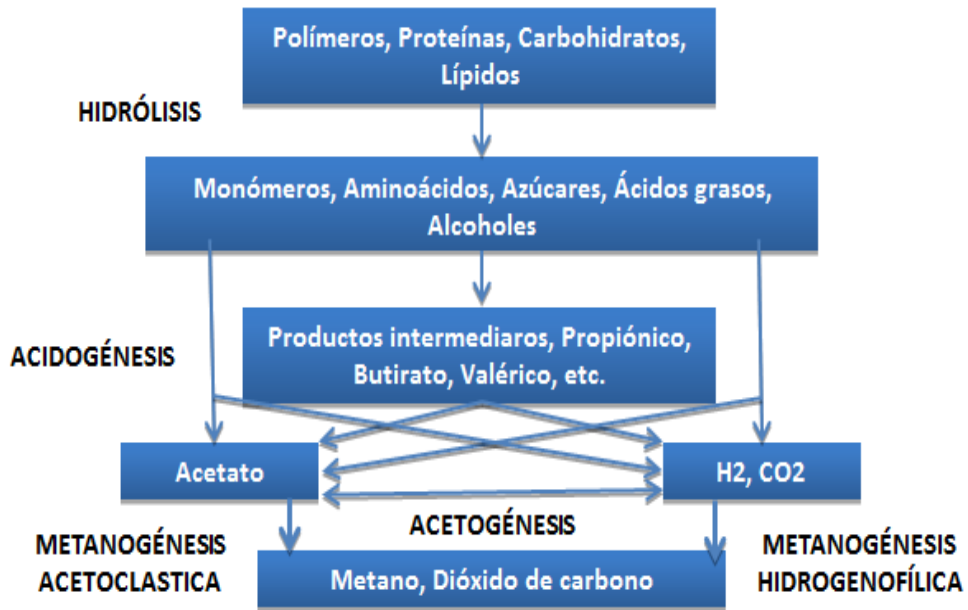 Polímeros, Proteínas, Carbohidratos,
Lípidos
HIDRÓLISIS
Monómeros, Aminoácidos, Azúcares, Ácidos grasos,
Alcoholes
Productos intermediaros, Propiónico,
Butirato, Valérico, etc.
ACIDOGÉNESIS
Acetato
H2, CO2
ACETOGÉNESIS
METANOGÉNESIS
ACETOCLASTICA
METANOGÉNESIS
HIDROGENOFÍLICA
Metano, Dióxido de carbono